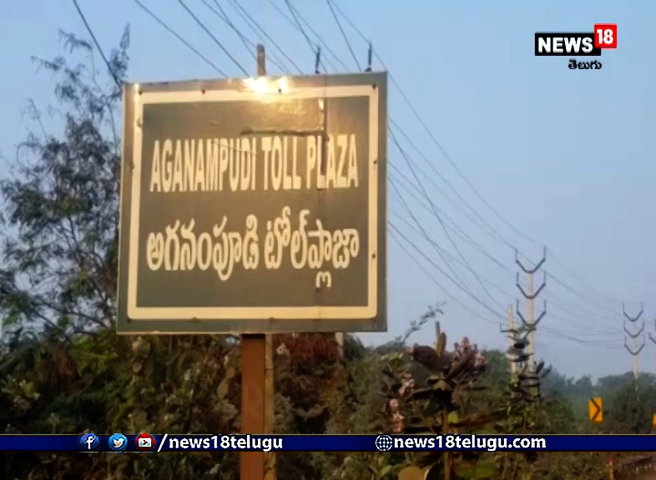 NEWS 18
తెలుగు
AGANAMPUDI TOLL PLAZA
అగనంపూడి టోల్‌ప్లాజా
/news18telugu
news18telugu.com